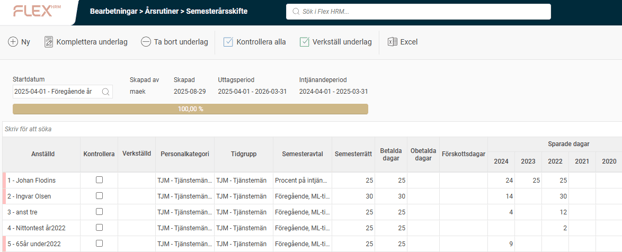 FLEX HRM
Bearbetningar > Årsrutiner > Semesterårsskifte
Sök i Flex HRM...
Ny
Komplettera underlag
Ta bort underlag
Kontrollera alla
Verkställ underlag
Excel
Startdatum
Skapad av
Skapad
Uttagsperiod
Intjänandeperiod
2025-04-01 - Föregående år
maek
2025-08-29
2025-04-01 - 2026-03-31
2024-04-01 - 2025-03-31
100,00 %
Skriv för att söka
Anställd Kontrollera Verkställd Personalkategori Tidgrupp Semesteravtal Semesterrätt Betalda dagar Obetalda dagar Förskottsdagar Sparade dagar
2024 2023 2022 2021 2020
1 - Johan Flodins TJM - Tjänstemän... TJM - Tjänstemän Procent på intjän... 25 25 24 25 25
2 - Ingvar Olsen TJM - Tjänstemän... TJM - Tjänstemän Föregående, ML-ti... 30 30 14 30
3 - anst tre TJM - Tjänstemän... TJM - Tjänstemän Föregående, ML-ti... 25 25 4 12
4 - Nittonfest år2022 TJM - Tjänstemän... TJM - Tjänstemän Föregående, ML-ti... 25 25 2
5 - 65år under2022 TJM - Tjänstemän... TJM - Tjänstemän Föregående, ML-ti... 25 25 9